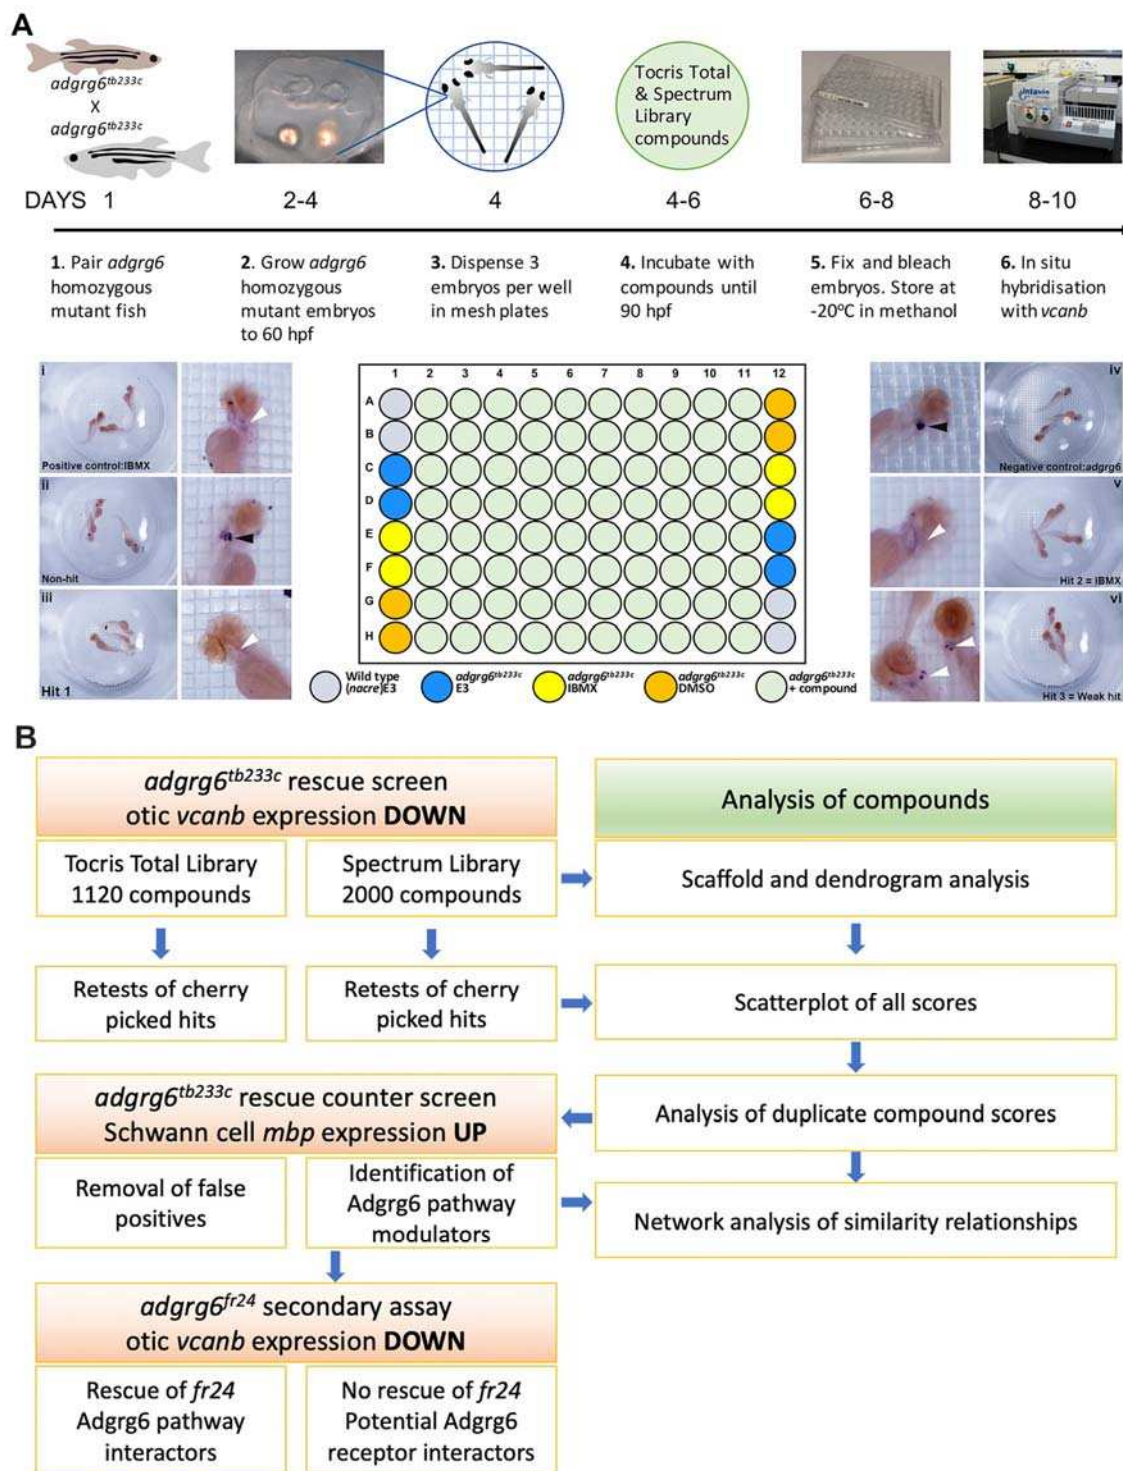 A
adgrg6tb233c
X
adgrg6tb233c
Tocris Total
& Spectrum
Library
compounds
intavis
DAYS 1 2-4 4 4-6 6-8 8-10
1. Pair adgrg6
homozygous
mutant fish
2. Grow adgrg6
homozygous
mutant embryos
to 60 hpf
3. Dispense 3
embryos per well
in mesh plates
4. Incubate with
compounds until
90 hpf
5. Fix and bleach
embryos. Store at
-20°C in methanol
6. In situ
hybridisation
with vcanb
i
Positive control:IBMX
ii
Non-hit
iii
Hit 1
1 2 3 4 5 6 7 8 9 10 11 12
A
B
C
D
E
F
G
H
Wild type
(nacre)E3
adgrg6tb233c
E3
adgrg6tb233c
IBMX
adgrg6tb233c
DMSO
adgrg6tb233c
+ compound
iv
Negative control:adgrg6
v
Hit 2 = IBMX
vi
Hit 3 = Weak hit
B
adgrg6tb233c rescue screen
otic vcanb expression DOWN
Analysis of compounds
Tocris Total Library
1120 compounds
Spectrum Library
2000 compounds
Scaffold and dendrogram analysis
Retests of cherry
picked hits
Retests of cherry
picked hits
Scatterplot of all scores
adgrg6tb233c rescue counter screen
Schwann cell mbp expression UP
Analysis of duplicate compound scores
Removal of false
positives
Identification of
Adgrg6 pathway
modulators
Network analysis of similarity relationships
adgrg6fr24 secondary assay
otic vcanb expression DOWN
Rescue of fr24
Adgrg6 pathway
interactors
No rescue of fr24
Potential Adgrg6
receptor interactors